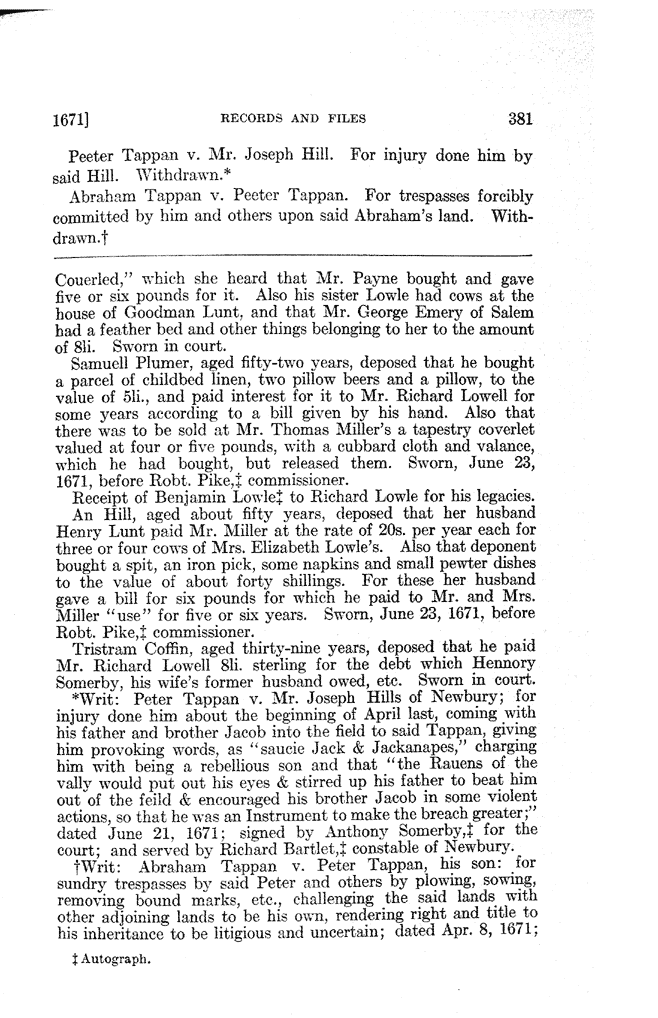 1671] RECORDS AND FILES 381
Peeter Tappan v. Mr. Joseph Hill. For injury done him by
said Hill. Withdrawn.*
Abraham Tappan v. Peeter Tappan. For trespasses forcibly
committed by him and others upon said Abraham's land. With-
drawn.†
Couerled," which she heard that Mr. Payne bought and gave
five or six pounds for it. Also his sister Lowle had cows at the
house of Goodman Lunt, and that Mr. George Emery of Salem
had a feather bed and other things belonging to her to the amount
of 8li. Sworn in court.
Samuell Plumer, aged fifty-two years, deposed that he bought
a parcel of childbed linen, two pillow beers and a pillow, to the
value of 5li., and paid interest for it to Mr. Richard Lowell for
some years according to a bill given by his hand. Also that
there was to be sold at Mr. Thomas Miller's a tapestry coverlet
valued at four or five pounds, with a cubbard cloth and valance,
which he had bought, but released them. Sworn, June 23,
1671, before Robt. Pike,‡ commissioner.
Receipt of Benjamin Lowle‡ to Richard Lowle for his legacies.
An Hill, aged about fifty years, deposed that her husband
Henry Lunt paid Mr. Miller at the rate of 20s. per year each for
three or four cows of Mrs. Elizabeth Lowle's. Also that deponent
bought a spit, an iron pick, some napkins and small pewter dishes
to the value of about forty shillings. For these her husband
gave a bill for six pounds for which he paid to Mr. and Mrs.
Miller "use" for five or six years. Sworn, June 23, 1671, before
Robt. Pike,‡ commissioner.
Tristram Coffin, aged thirty-nine years, deposed that he paid
Mr. Richard Lowell 8li. sterling for the debt which Hennory
Somerby, his wife's former husband owed, etc. Sworn in court.
*Writ: Peter Tappan v. Mr. Joseph Hills of Newbury; for
injury done him about the beginning of April last, coming with
his father and brother Jacob into the field to said Tappan, giving
him provoking words, as "saucie Jack & Jackanapes," charging
him with being a rebellious son and that "the Rauens of the
vally would put out his eyes & stirred up his father to beat him
out of the feild & encouraged his brother Jacob in some violent
actions, so that he was an Instrument to make the breach greater;"
dated June 21, 1671; signed by Anthony Somerby,‡ for the
court; and served by Richard Bartlet,‡ constable of Newbury.
†Writ: Abraham Tappan v. Peter Tappan, his son: for
sundry trespasses by said Peter and others by plowing, sowing,
removing bound marks, etc., challenging the said lands with
other adjoining lands to be his own, rendering right and title to
his inheritance to be litigious and uncertain; dated Apr. 8, 1671;
‡ Autograph.